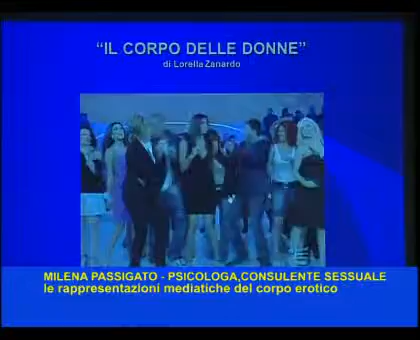 “IL CORPO DELLE DONNE”
di Lorella Zanardo
MILENA PASSIGATO - PSICOLOGA,CONSULENTE SESSUALE
le rappresentazioni mediatiche del corpo erotico